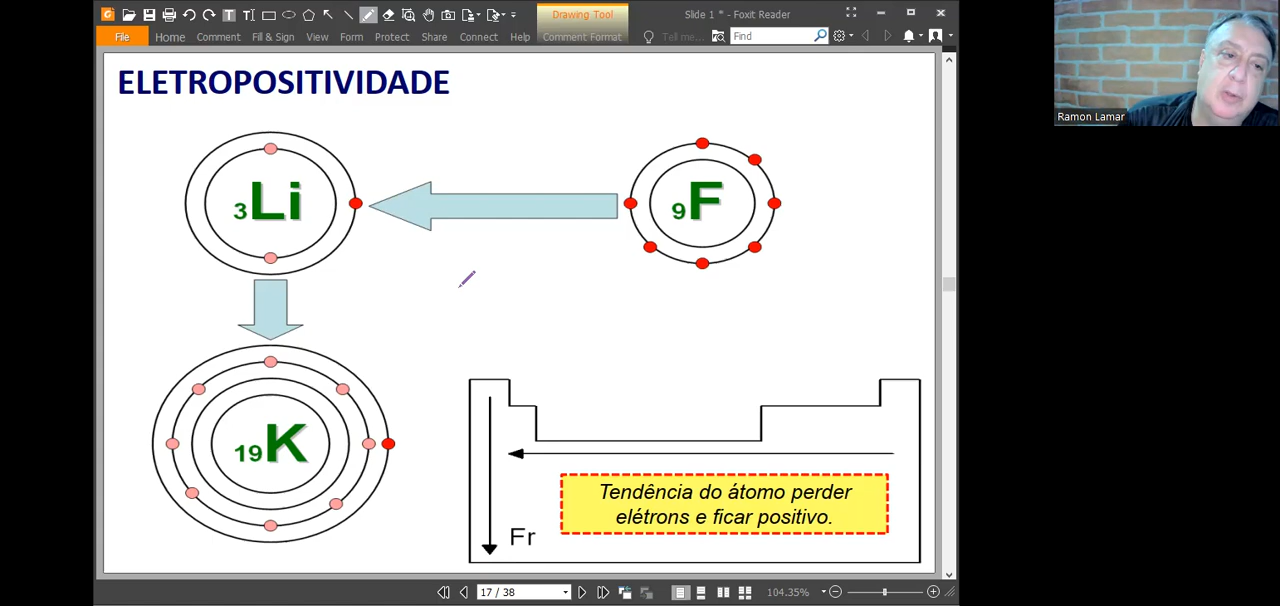 Drawing Tool
Slide 1 * - Foxit Reader
File Home Comment Fill & Sign View Form Protect Share Connect Help Comment Format Tell me... Find
ELETROPOSITIVIDADE
3Li
9F
19K
Tendência do átomo perder
elétrons e ficar positivo.
Fr
17 / 38
104.35%
Ramon Lamar